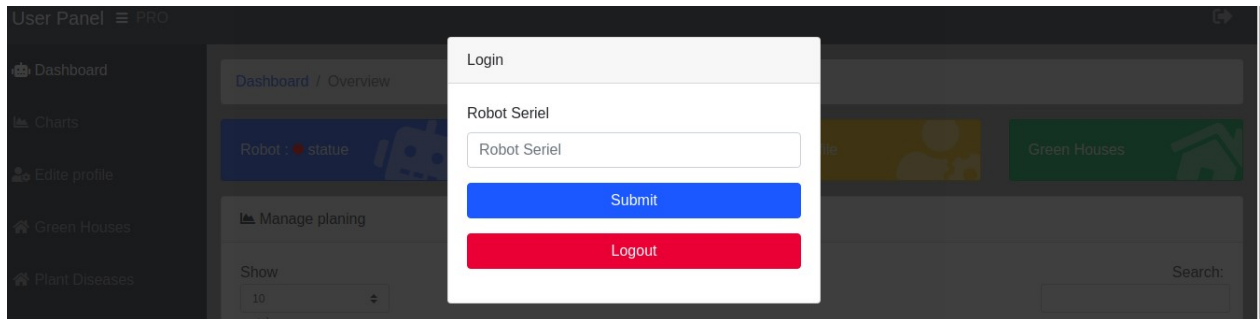 User Panel PRO
Dashboard
Charts
Edite profile
Green Houses
Plant Diseases
Dashboard / Overview
Robot : statue
Green Houses
Manage planing
Show
10
Search:
Login
Robot Seriel
Robot Seriel
Submit
Logout